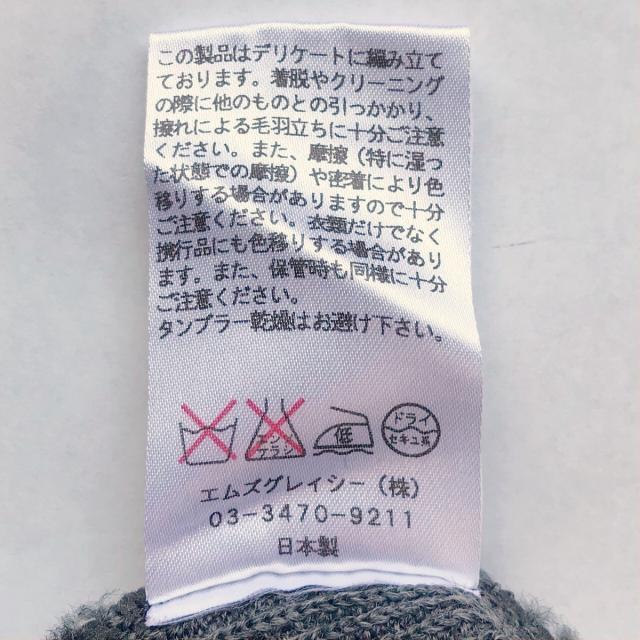 この製品はデリケートに編み立て
ております。着脱やクリーニング
の際に他のものとの引っかかり、
擦れによる毛羽立ちに十分ご注意
ください。また、摩擦（特に湿っ
た状態での摩擦）や密着により色
移りする場合がありますので十分
ご注意ください。衣類だけでなく
携行品にも色移りする場合があり
ます。また、保管時も同様に十分
ご注意ください。
タンブラー乾燥はお避け下さい。
エンソ
サラシ
低
ドライ
セキユ系
エムズグレイシー（株）
03-3470-9211
日本製